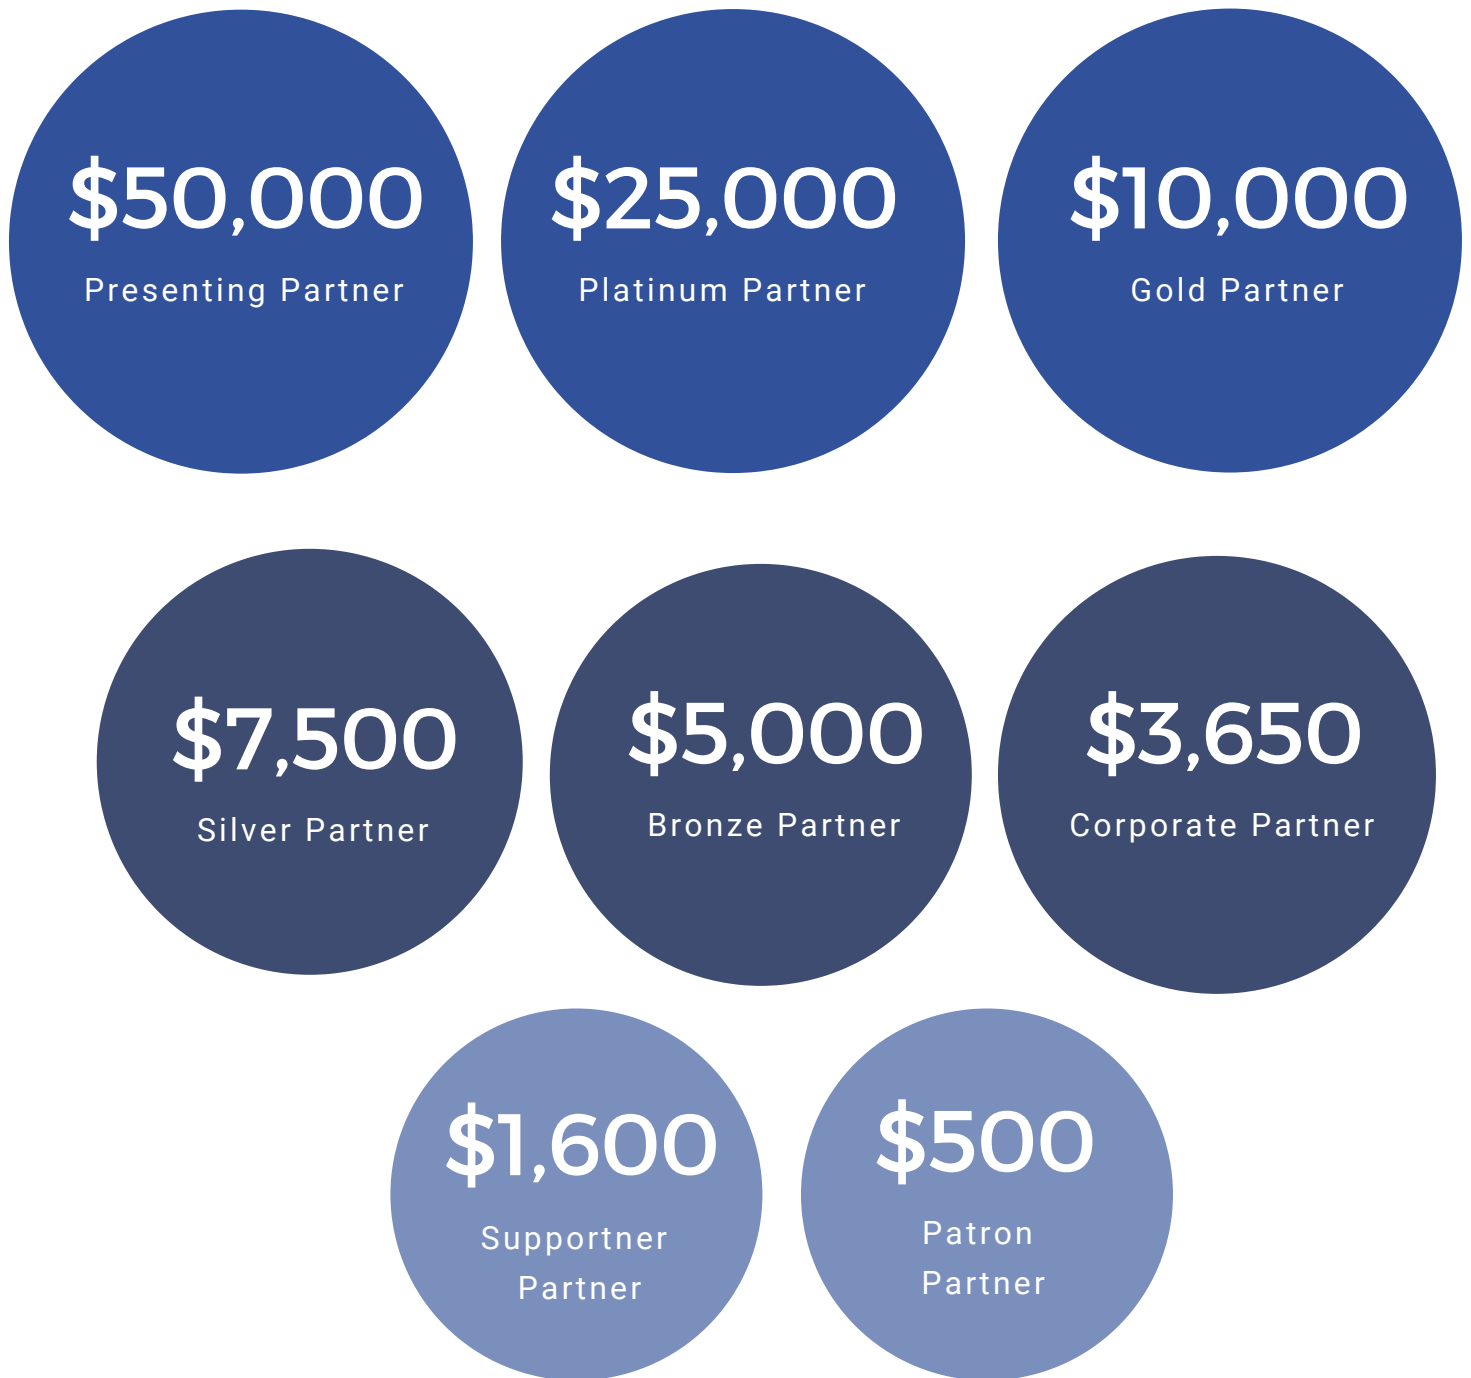 $50,000
Presenting Partner
$25,000
Platinum Partner
$10,000
Gold Partner
$7,500
Silver Partner
$5,000
Bronze Partner
$3,650
Corporate Partner
$1,600
Supportner
Partner
$500
Patron
Partner